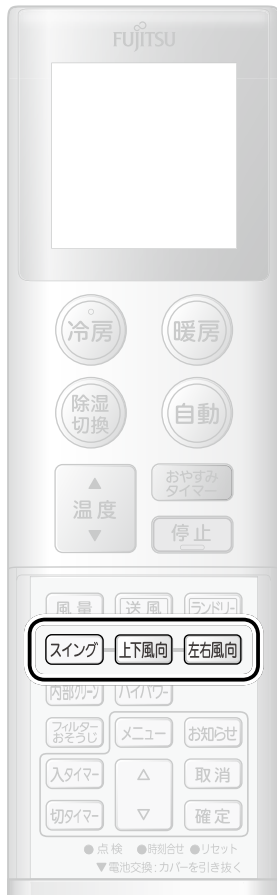 FUJITSU
冷房 暖房
除湿
切換
自動
▲
温度
▼
おやすみ
タイマー
停止
風量 送風 ランドリー
スイング 上下風向 左右風向
内部クリーン ハイパワー
フィルター
おそうじ
メニュー お知らせ
入タイマー △ 取消
切タイマー ▽ 確定
●点検 ●時刻合せ ●リセット
▼電池交換:カバーを引き抜く